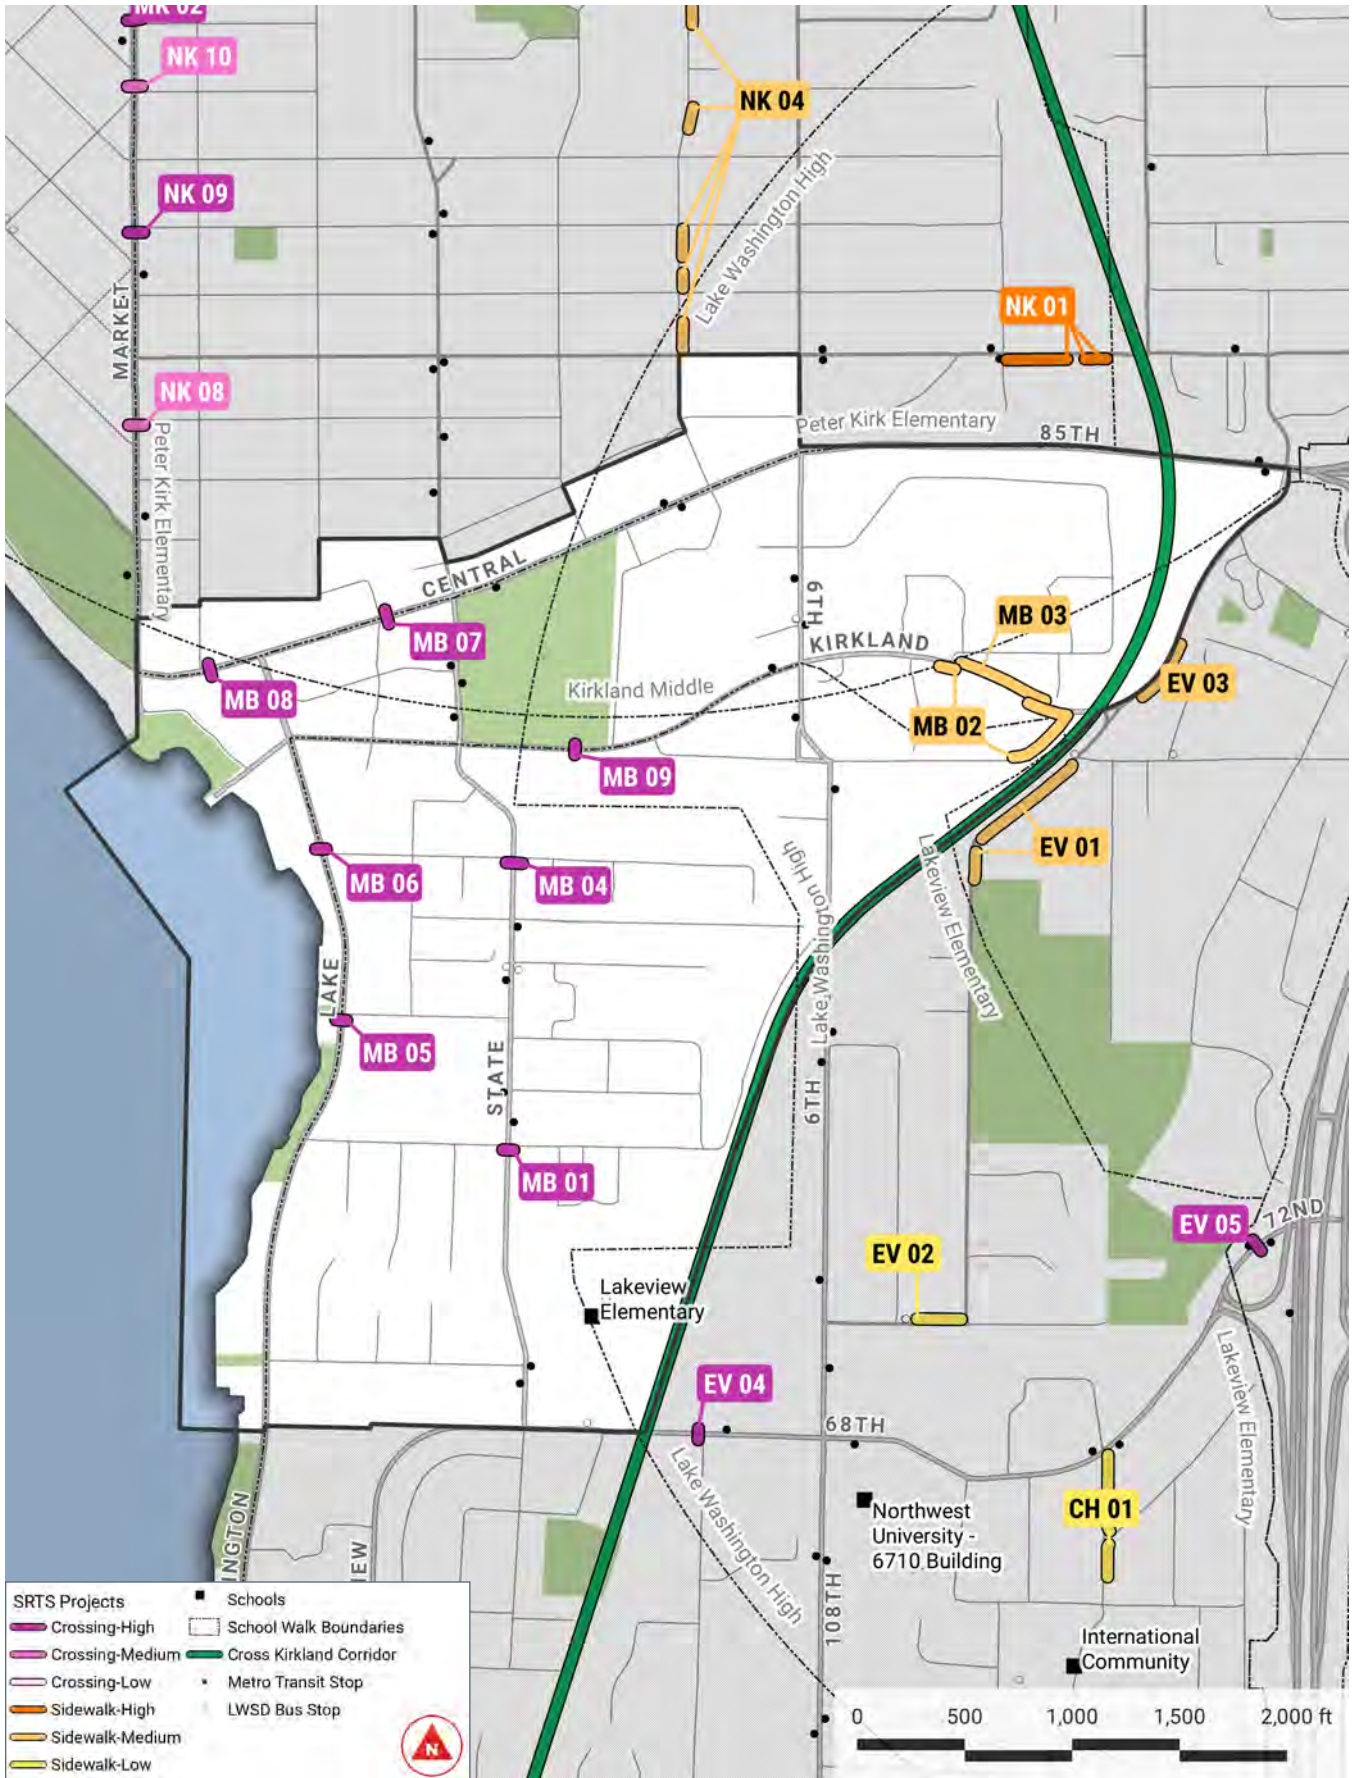 MK 02
NK 10
NK 04
NK 09
Lake Washington High
MARKET
NK 01
NK 08
Peter Kirk Elementary
Peter Kirk Elementary
85TH
CENTRAL
6TH
MB 03
MB 07
KIRKLAND
MB 08
Kirkland Middle
EV 03
MB 02
MB 09
EV 01
MB 06
MB 04
Lake Washington High
Lakeview Elementary
LAKE
MB 05
STATE
6TH
MB 01
72ND
EV 05
EV 02
Lakeview
Elementary
EV 04
68TH
Lakeview Elementary
Lake Washington High
CH 01
Northwest
University -
6710 Building
INGTON
IEW
108TH
International
Community
SRTS Projects
Crossing-High
Crossing-Medium
Crossing-Low
Sidewalk-High
Sidewalk-Medium
Sidewalk-Low
Schools
School Walk Boundaries
Cross Kirkland Corridor
Metro Transit Stop
LWSD Bus Stop
N
0 500 1,000 1,500 2,000 ft